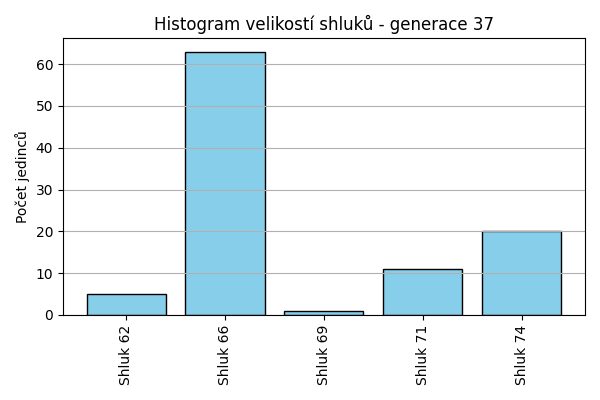 Histogram velikostí shluků - generace 37
Počet jedinců
60
50
40
30
20
10
0
Shluk 62
Shluk 66
Shluk 69
Shluk 71
Shluk 74